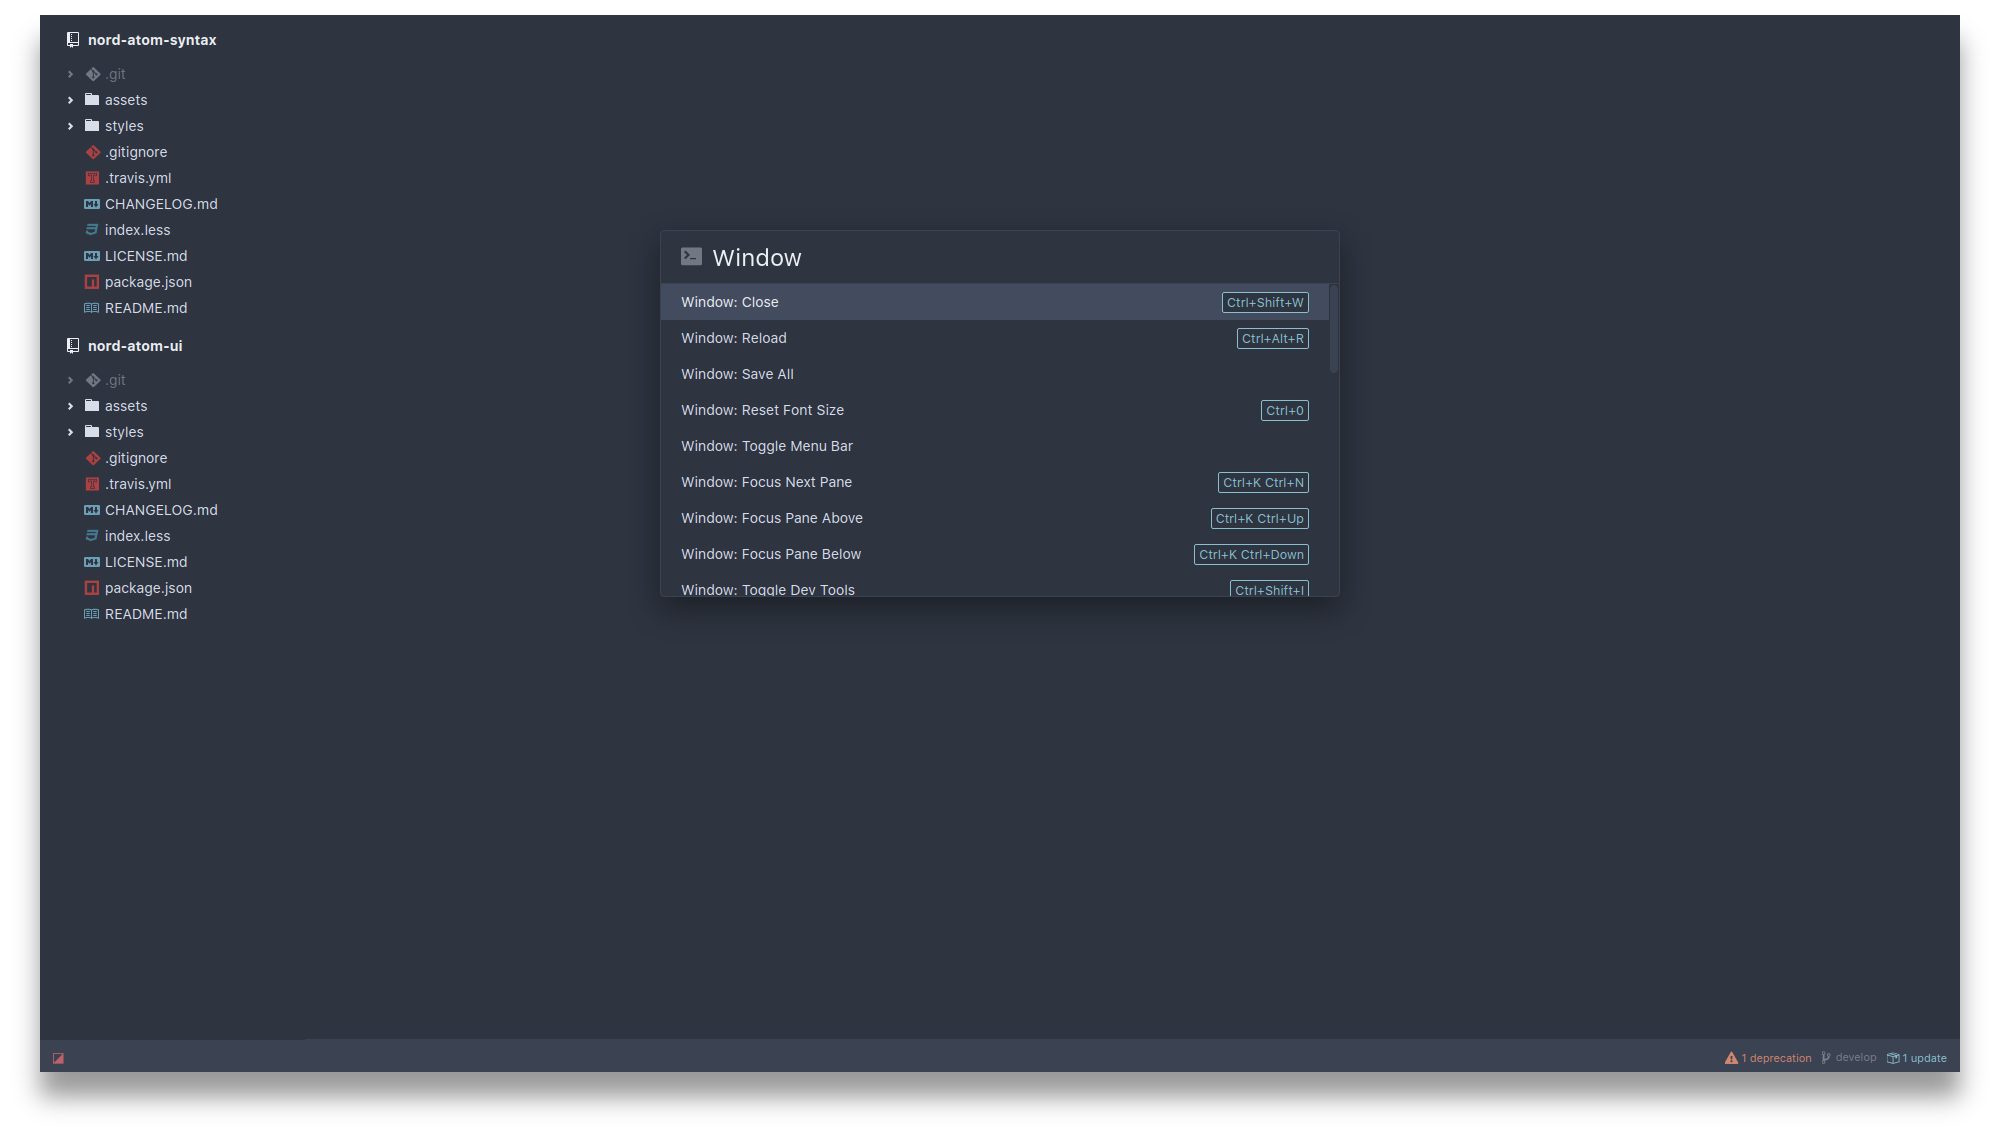 nord-atom-syntax
.git
assets
styles
.gitignore
.travis.yml
CHANGELOG.md
index.less
LICENSE.md
package.json
README.md
nord-atom-ui
.git
assets
styles
.gitignore
.travis.yml
CHANGELOG.md
index.less
LICENSE.md
package.json
README.md
Window
Window: Close Ctrl+Shift+W
Window: Reload Ctrl+Alt+R
Window: Save All
Window: Reset Font Size Ctrl+0
Window: Toggle Menu Bar
Window: Focus Next Pane Ctrl+K Ctrl+N
Window: Focus Pane Above Ctrl+K Ctrl+Up
Window: Focus Pane Below Ctrl+K Ctrl+Down
Window: Toggle Dev Tools Ctrl+Shift+I
1 deprecation develop 1 update